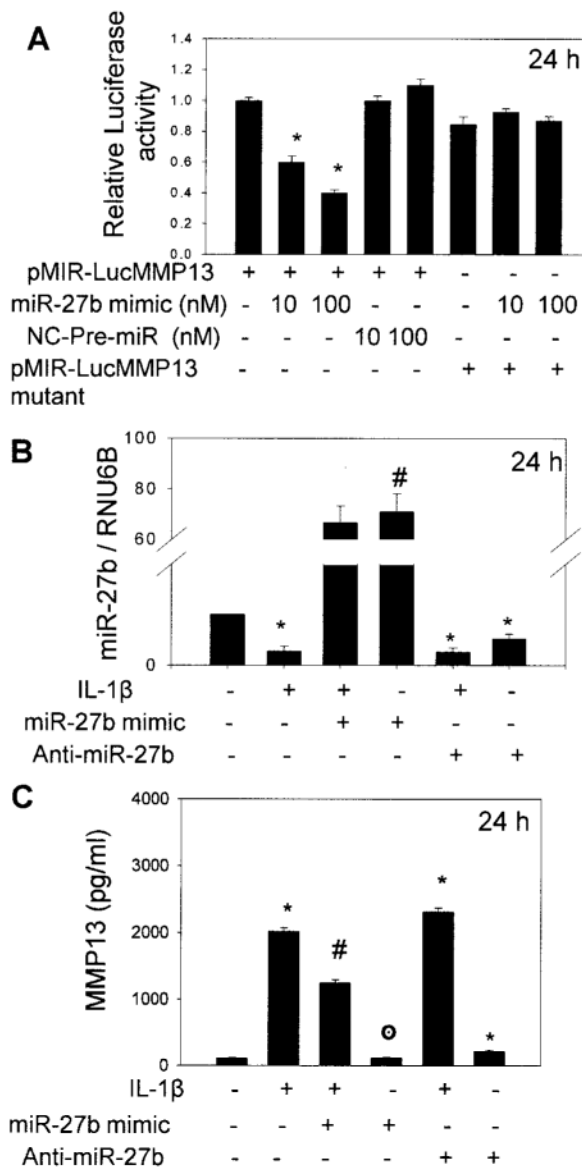 A
24 h
Relative Luciferase
activity
1.4
1.2
1.0
0.8
0.6
0.4
0.2
0.0
* *
pMIR-LucMMP13 + + + + + - - -
miR-27b mimic (nM) - 10 100 - - - 10 100
NC-Pre-miR (nM) - - - 10 100 - - -
pMIR-LucMMP13 - - - - - + + +
mutant
B
24 h
miR-27b / RNU6B
100
80
60
0
* # * *
IL-1β - + + - + -
miR-27b mimic - - + + - -
Anti-miR-27b - - - - + +
C
24 h
MMP13 (pg/ml)
4000
3000
2000
1000
0
* # ʘ * *
IL-1β - + + - + -
miR-27b mimic - - + + - -
Anti-miR-27b - - - - + +